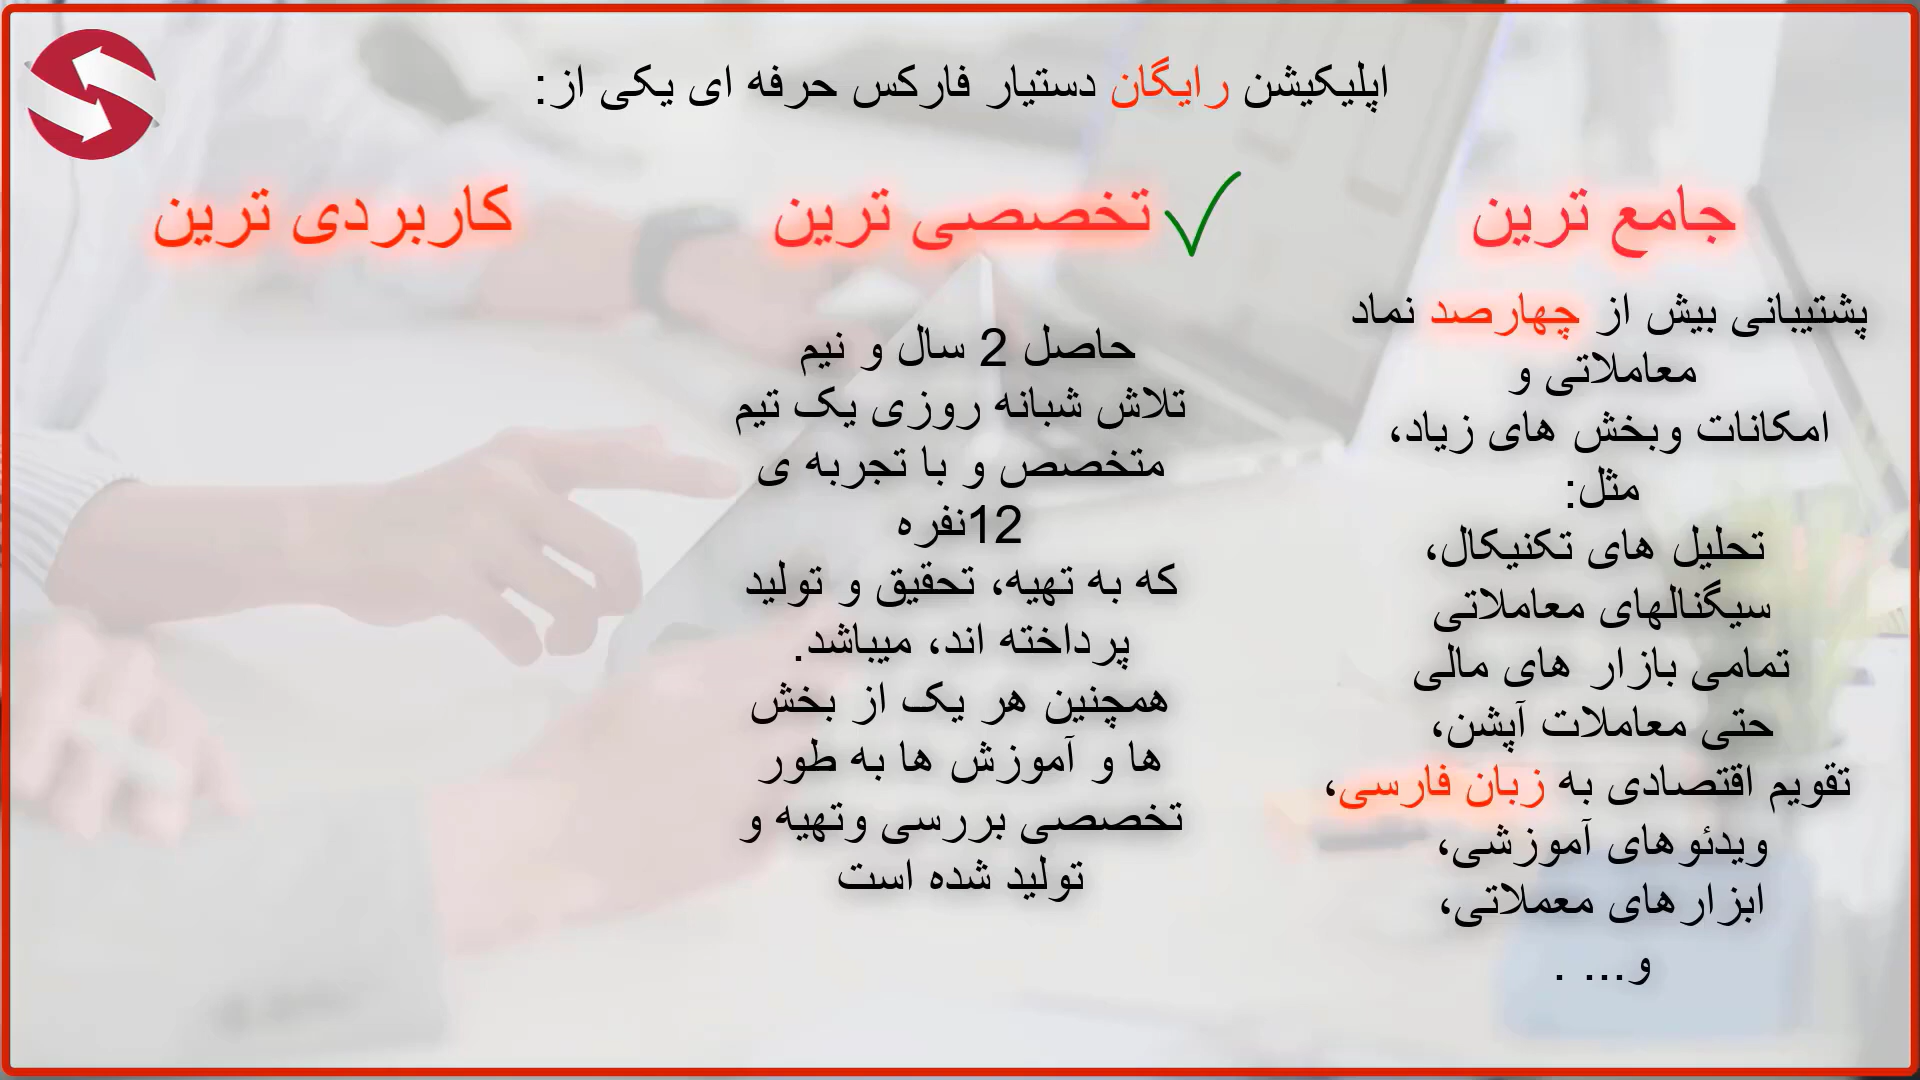 اپلیکیشن رایگان دستیار فارکس حرفه ای یکی از:
جامع ترین
پشتیبانی بیش از چهارصد نماد
معاملاتی و
امکانات وبخش های زیاد،
مثل:
تحلیل های تکنیکال،
سیگنالهای معاملاتی
تمامی بازار های مالی
حتی معاملات آپشن،
تقویم اقتصادی به زبان فارسی،
ویدئوهای آموزشی،
ابزارهای معملاتی،
و... .
تخصصی ترین
حاصل 2 سال و نیم
تلاش شبانه روزی یک تیم
متخصص و با تجربه ی
12نفره
که به تهیه، تحقیق و تولید
پرداخته اند، میباشد.
همچنین هر یک از بخش
ها و آموزش ها به طور
تخصصی بررسی وتهیه و
تولید شده است
کاربردی ترین